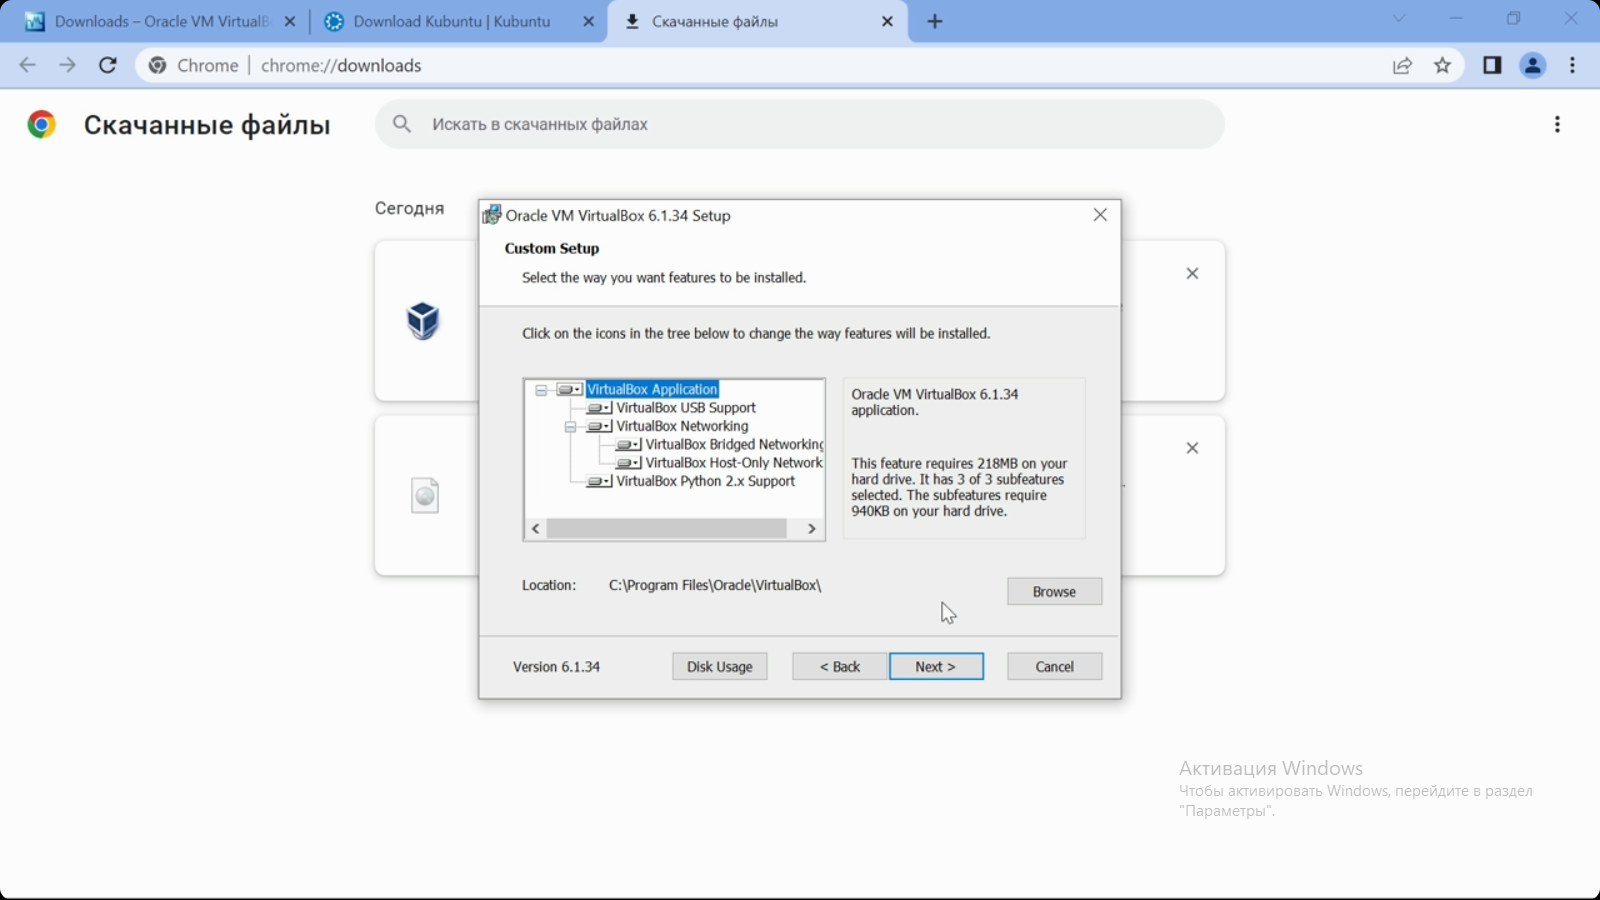 Downloads – Oracle VM VirtualB
Download Kubuntu | Kubuntu
Скачанные файлы
Chrome
chrome://downloads
Скачанные файлы
Искать в скачанных файлах
Сегодня
Oracle VM VirtualBox 6.1.34 Setup
Custom Setup
Select the way you want features to be installed.
Click on the icons in the tree below to change the way features will be installed.
VirtualBox Application
VirtualBox USB Support
VirtualBox Networking
VirtualBox Bridged Networking
VirtualBox Host-Only Network
VirtualBox Python 2.x Support
Oracle VM VirtualBox 6.1.34
application.
This feature requires 218MB on your
hard drive. It has 3 of 3 subfeatures
selected. The subfeatures require
940KB on your hard drive.
Location: C:\Program Files\Oracle\VirtualBox\
Browse
Version 6.1.34
Disk Usage
< Back
Next >
Cancel
Активация Windows
Чтобы активировать Windows, перейдите в раздел
"Параметры".